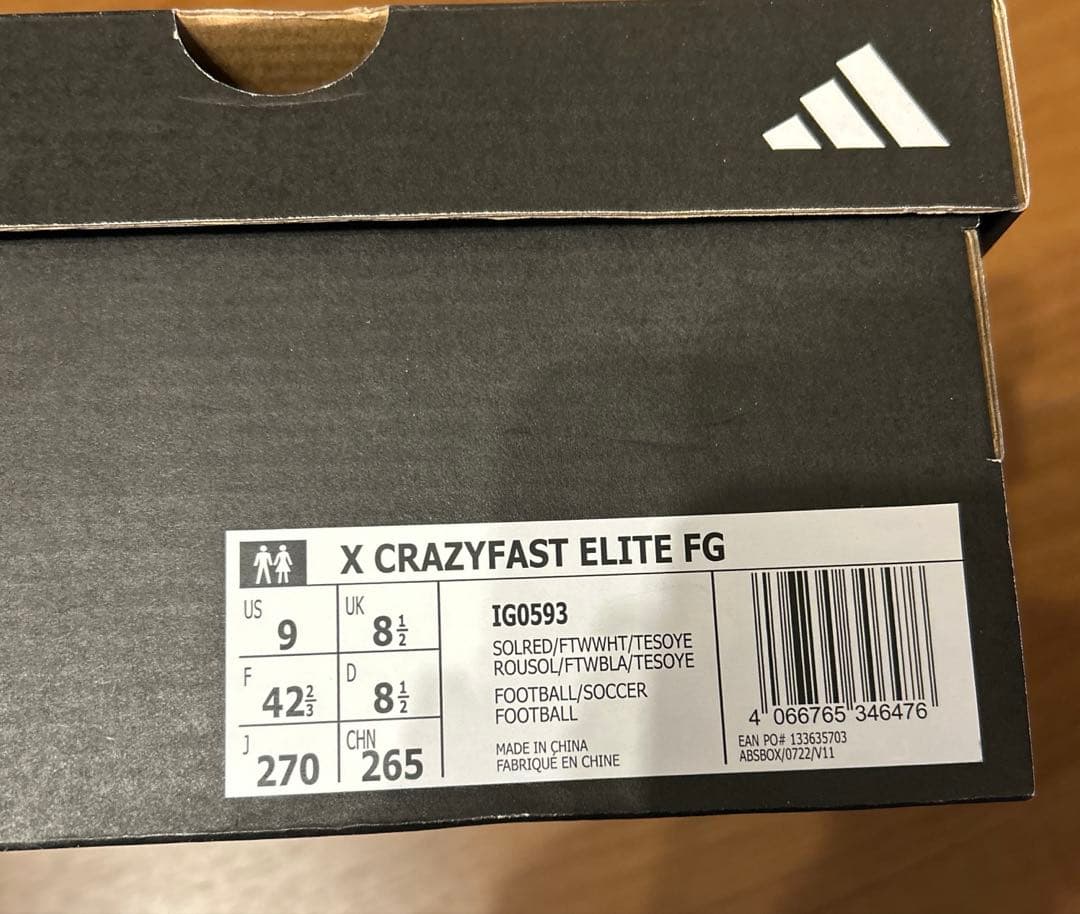 X CRAZYFAST ELITE FG
US 9
UK 8½
F 42⅔
D 8½
J 270
CHN 265
IG0593
SOLRED/FTWWHT/TESOYE
ROUSOL/FTWBLA/TESOYE
FOOTBALL/SOCCER
FOOTBALL
MADE IN CHINA
FABRIQUÉ EN CHINE
4 066765 346476
EAN PO# 133635703
ABSBOX/0722/V11